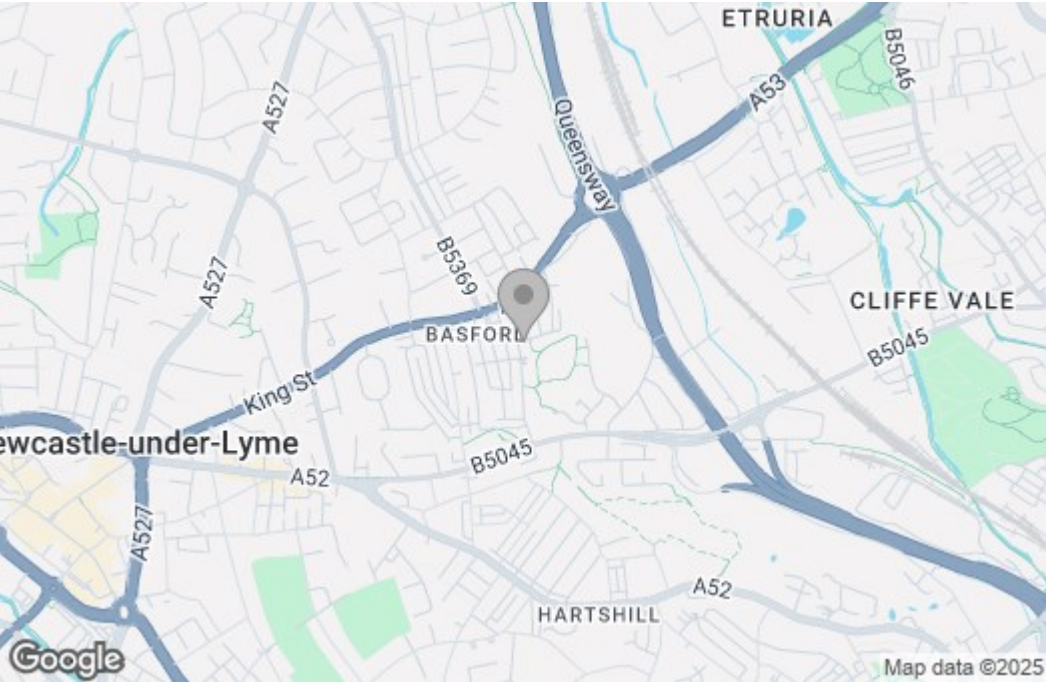 ETRURIA
B5046
A53
A527
Queensway
B5369
A527
CLIFFE VALE
BASFORD
B5045
King St
ewcastle-under-Lyme
B5045
A52
A527
A52
HARTSHILL
Google
Map data ©2025